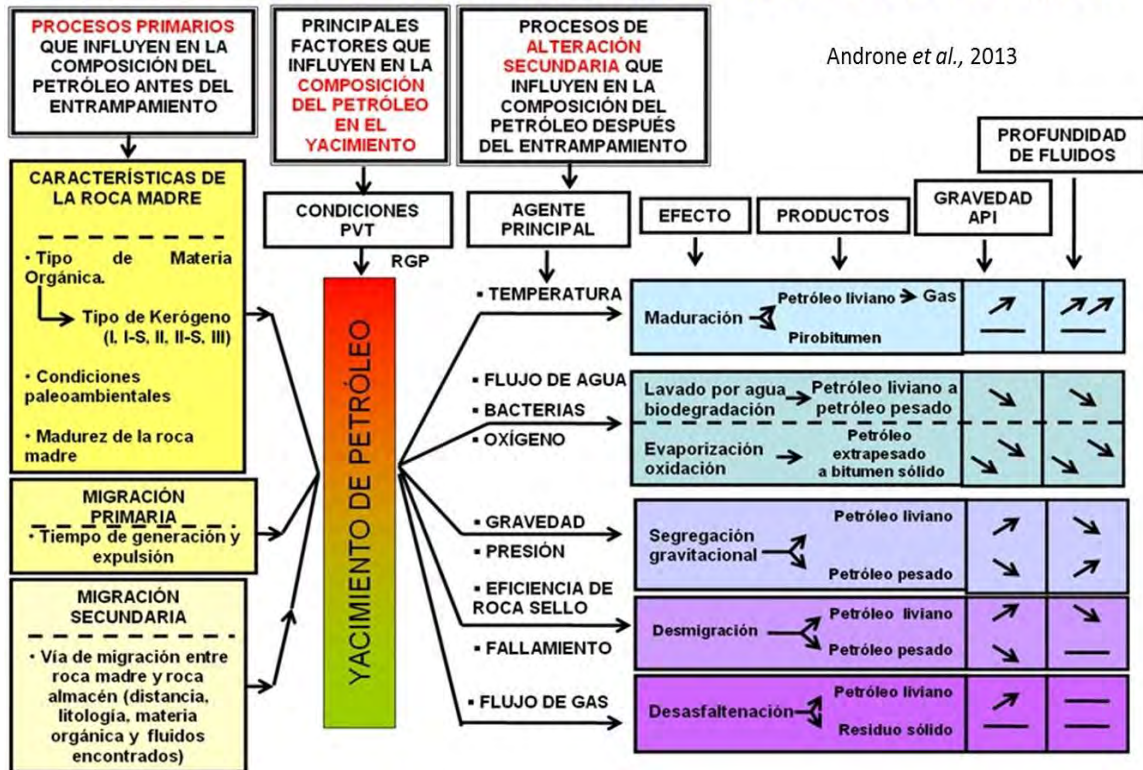 PROCESOS PRIMARIOS
QUE INFLUYEN EN LA
COMPOSICIÓN DEL
PETRÓLEO ANTES DEL
ENTRAMPAMIENTO
PRINCIPALES
FACTORES QUE
INFLUYEN EN LA
COMPOSICIÓN
DEL PETRÓLEO
EN EL
YACIMIENTO
PROCESOS DE
ALTERACIÓN
SECUNDARIA QUE
INFLUYEN EN LA
COMPOSICIÓN DEL
PETRÓLEO DESPUÉS
DEL ENTRAMPAMIENTO
Androne et al., 2013
PROFUNDIDAD
DE FLUIDOS
CARACTERÍSTICAS DE
LA ROCA MADRE
• Tipo de Materia
Orgánica.
Tipo de Kerógeno
(I, I-S, II, II-S, III)
• Condiciones
paleoambientales
• Madurez de la roca
madre
MIGRACIÓN
PRIMARIA
• Tiempo de generación y
expulsión
MIGRACIÓN
SECUNDARIA
• Vía de migración entre
roca madre y roca
almacén (distancia,
litología, materia
orgánica y fluidos
encontrados)
CONDICIONES
PVT
RGP
YACIMIENTO DE PETRÓLEO
AGENTE
PRINCIPAL
EFECTO
PRODUCTOS
GRAVEDAD
API
▪ TEMPERATURA
▪ FLUJO DE AGUA
▪ BACTERIAS
▪ OXÍGENO
▪ GRAVEDAD
▪ PRESIÓN
▪ EFICIENCIA DE
ROCA SELLO
▪ FALLAMIENTO
▪ FLUJO DE GAS
Maduración
Petróleo liviano
Gas
Pirobitumen
Lavado por agua
biodegradación
Petróleo liviano a
petróleo pesado
Evaporización
oxidación
Petróleo
extrapesado
a bitumen sólido
Segregación
gravitacional
Petróleo liviano
Petróleo pesado
Desmigración
Petróleo liviano
Petróleo pesado
Desasfaltenación
Petróleo liviano
Residuo sólido